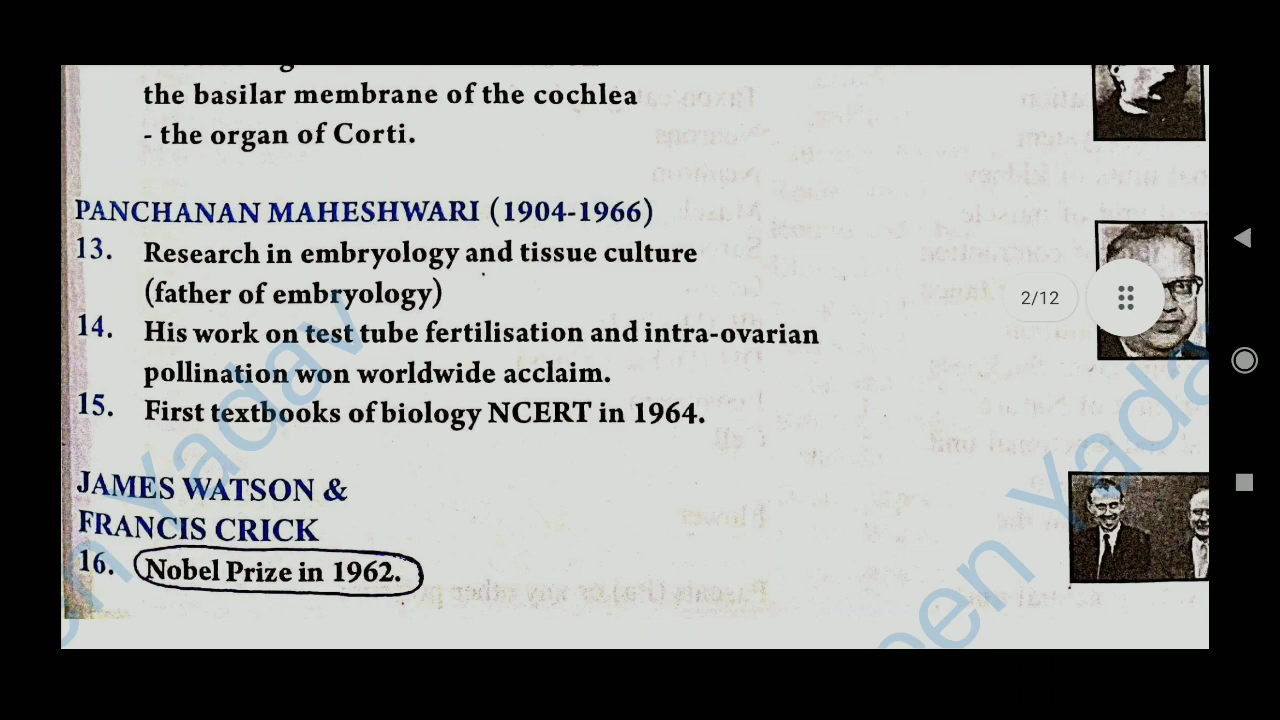 the basilar membrane of the cochlea
- the organ of Corti.
PANCHANAN MAHESHWARI (1904-1966)
13. Research in embryology and tissue culture
(father of embryology)
14. His work on test tube fertilisation and intra-ovarian
pollination won worldwide acclaim.
15. First textbooks of biology NCERT in 1964.
2/12
JAMES WATSON &
FRANCIS CRICK
16. Nobel Prize in 1962.
Yadav